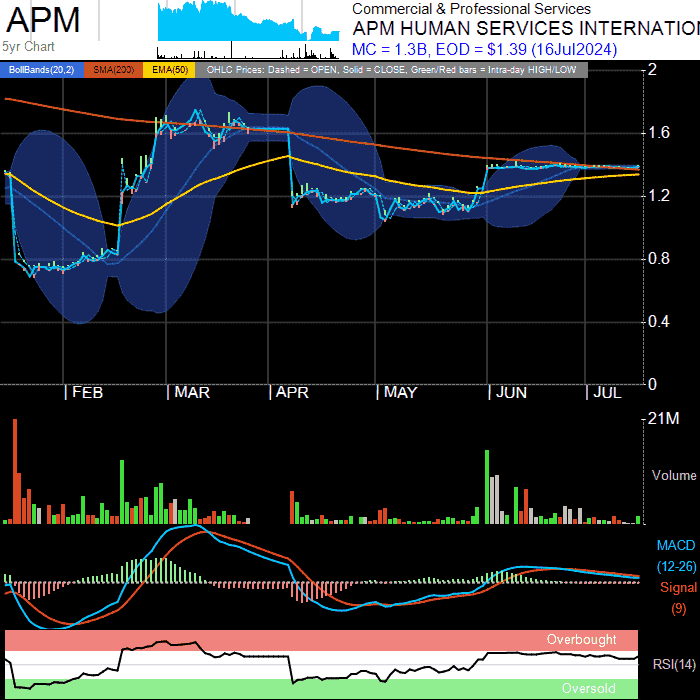 APM
5yr Chart
Commercial & Professional Services
APM HUMAN SERVICES INTERNATIO
MC = 1.3B, EOD = $1.39 (16Jul2024)
BollBands(20,2) SMA(200) EMA(50) OHLC Prices: Dashed = OPEN, Solid = CLOSE, Green/Red bars = Intra-day HIGH/LOW
2
1.6
1.2
0.8
0.4
0
| FEB | MAR | APR | MAY | JUN | JUL
21M
Volume
MACD
(12-26)
Signal
(9)
Overbought
RSI(14)
Oversold